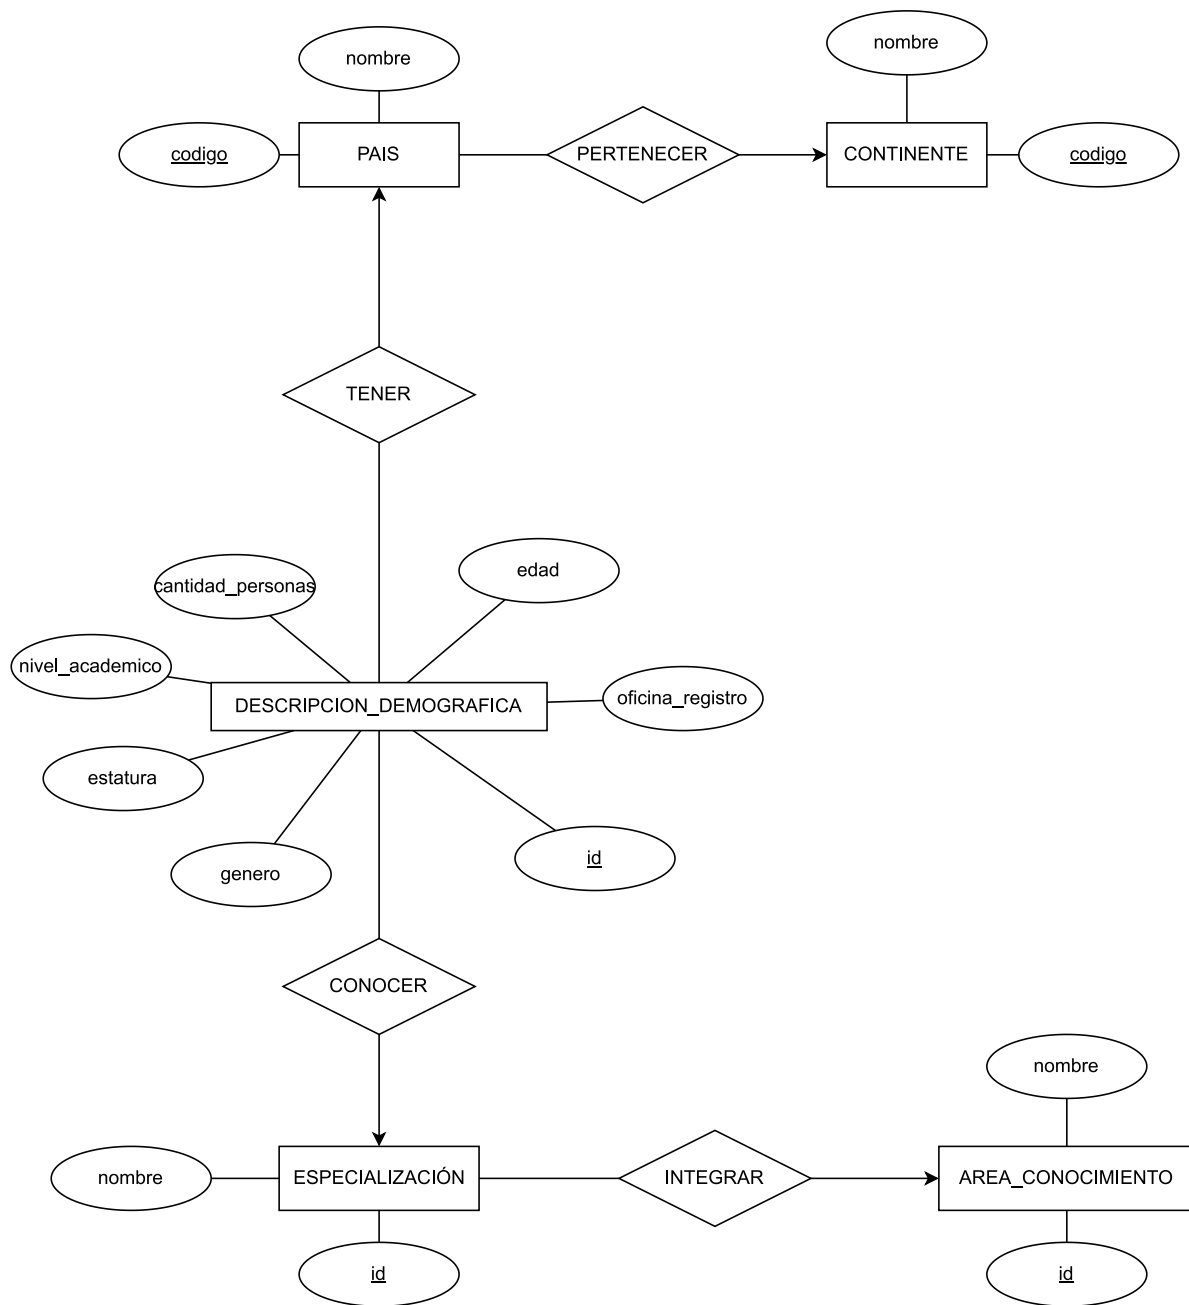 nombre
nombre
codigo
PAIS
PERTENECER
CONTINENTE
codigo
TENER
cantidad_personas
edad
nivel_academico
oficina_registro
DESCRIPCION_DEMOGRAFICA
estatura
genero
id
CONOCER
nombre
nombre
ESPECIALIZACIÓN
INTEGRAR
AREA_CONOCIMIENTO
id
id